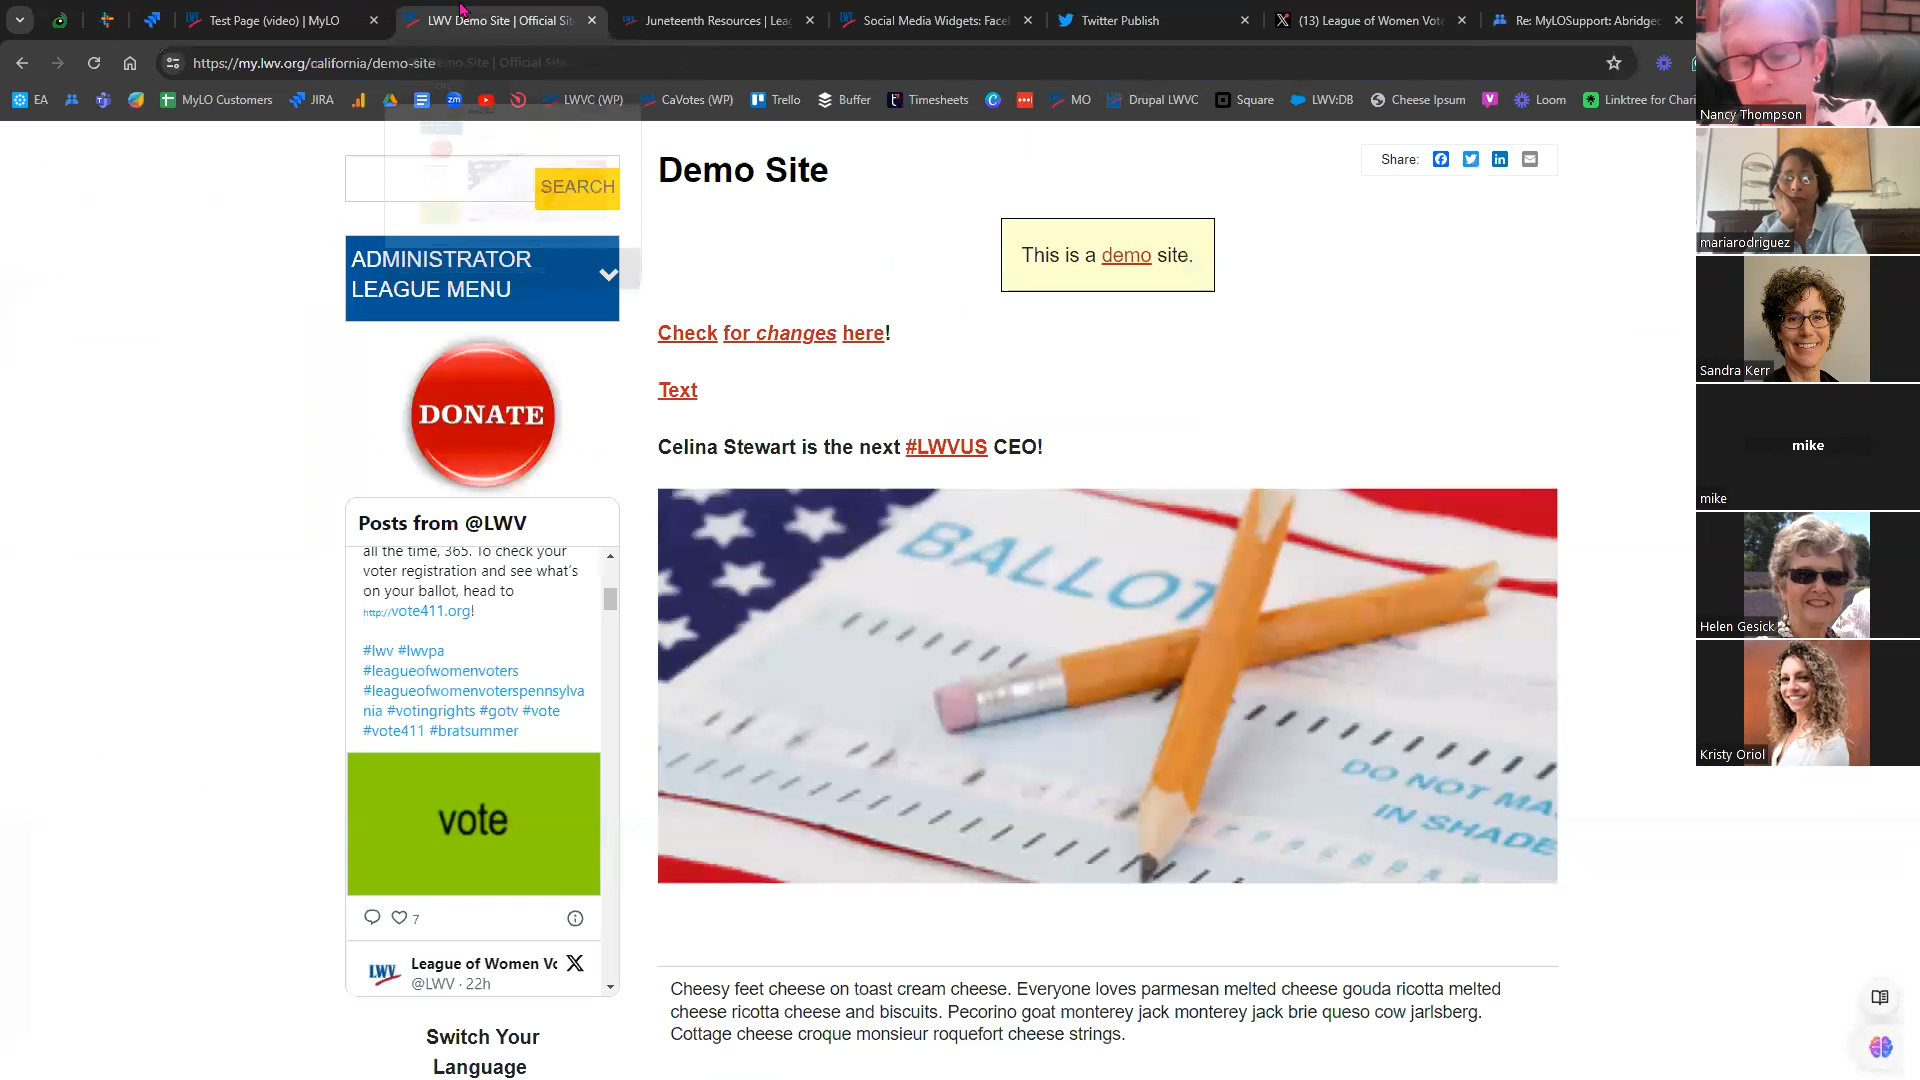 Test Page (video) | MyLO
LWV Demo Site | Official Sit
Juneteenth Resources | Leag
Social Media Widgets: Facel
Twitter Publish
(13) League of Women Vote
Re: MyLOSupport: Abridged
https://my.lwv.org/california/demo-site
EA
MyLO Customers
JIRA
LWVC (WP)
CaVotes (WP)
Trello
Buffer
Timesheets
MO
Drupal LWVC
Square
LWV:DB
Cheese Ipsum
Loom
Linktree for Chari
SEARCH
ADMINISTRATOR
LEAGUE MENU
DONATE
Posts from @LWV
all the time, 365. To check your
voter registration and see what's
on your ballot, head to
http://vote411.org!
#lwv #lwvpa
#leagueofwomenvoters
#leagueofwomenvoterspennsylva
nia #votingrights #gotv #vote
#vote411 #bratsummer
vote
7
LWV
League of Women Vo
@LWV · 22h
Switch Your
Language
Demo Site
Share:
This is a demo site.
Check for changes here!
Text
Celina Stewart is the next #LWVUS CEO!
BALLOT
DO NOT MA
IN SHADE
Cheesy feet cheese on toast cream cheese. Everyone loves parmesan melted cheese gouda ricotta melted
cheese ricotta cheese and biscuits. Pecorino goat monterey jack monterey jack brie queso cow jarlsberg.
Cottage cheese croque monsieur roquefort cheese strings.
Nancy Thompson
mariarodriguez
Sandra Kerr
mike
mike
Helen Gesick
Kristy Oriol